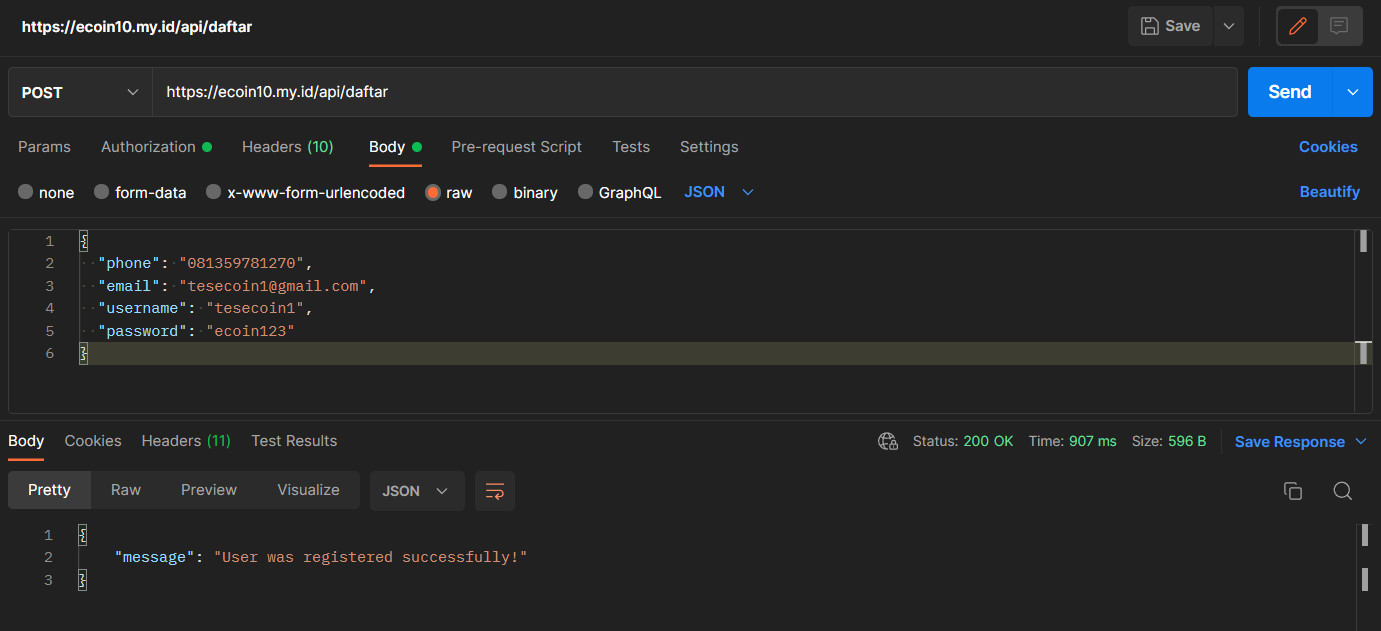 https://ecoin10.my.id/api/daftar Save
POST https://ecoin10.my.id/api/daftar Send
Params Authorization Headers (10) Body Pre-request Script Tests Settings Cookies
none form-data x-www-form-urlencoded raw binary GraphQL JSON Beautify
1 {
2 "phone": "081359781270",
3 "email": "tesecoin1@gmail.com",
4 "username": "tesecoin1",
5 "password": "ecoin123"
6 }
Body Cookies Headers (11) Test Results Status: 200 OK Time: 907 ms Size: 596 B Save Response
Pretty Raw Preview Visualize JSON
1 {
2 "message": "User was registered successfully!"
3 }